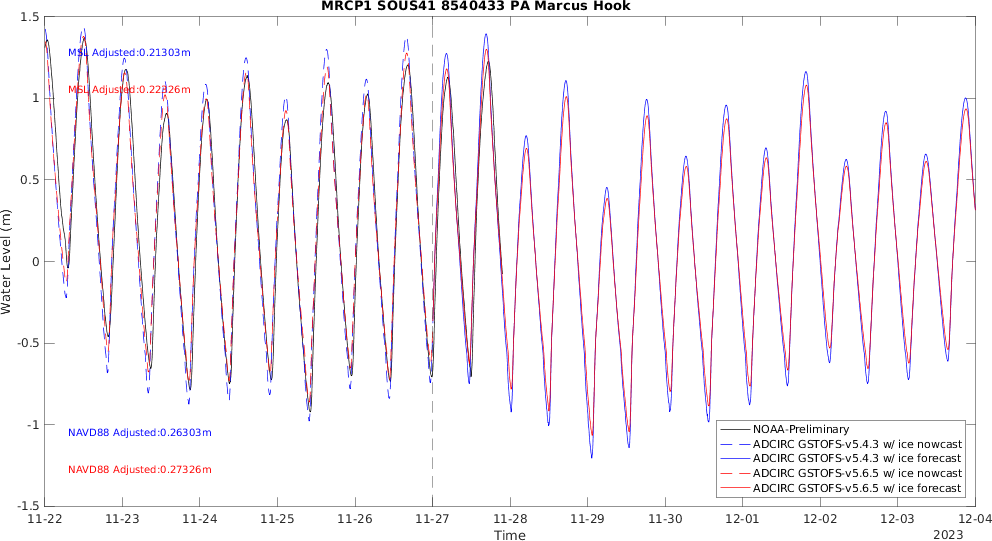 MRCP1 SOUS41 8540433 PA Marcus Hook
Water Level (m)
1.5
1
0.5
0
-0.5
-1
-1.5
MSL Adjusted:0.21303m
MSL Adjusted:0.22326m
NAVD88 Adjusted:0.26303m
NAVD88 Adjusted:0.27326m
NOAA-Preliminary
ADCIRC GSTOFS-v5.4.3 w/ ice nowcast
ADCIRC GSTOFS-v5.4.3 w/ ice forecast
ADCIRC GSTOFS-v5.6.5 w/ ice nowcast
ADCIRC GSTOFS-v5.6.5 w/ ice forecast
11-22 11-23 11-24 11-25 11-26 11-27 11-28 11-29 11-30 12-01 12-02 12-03 12-04
Time
2023